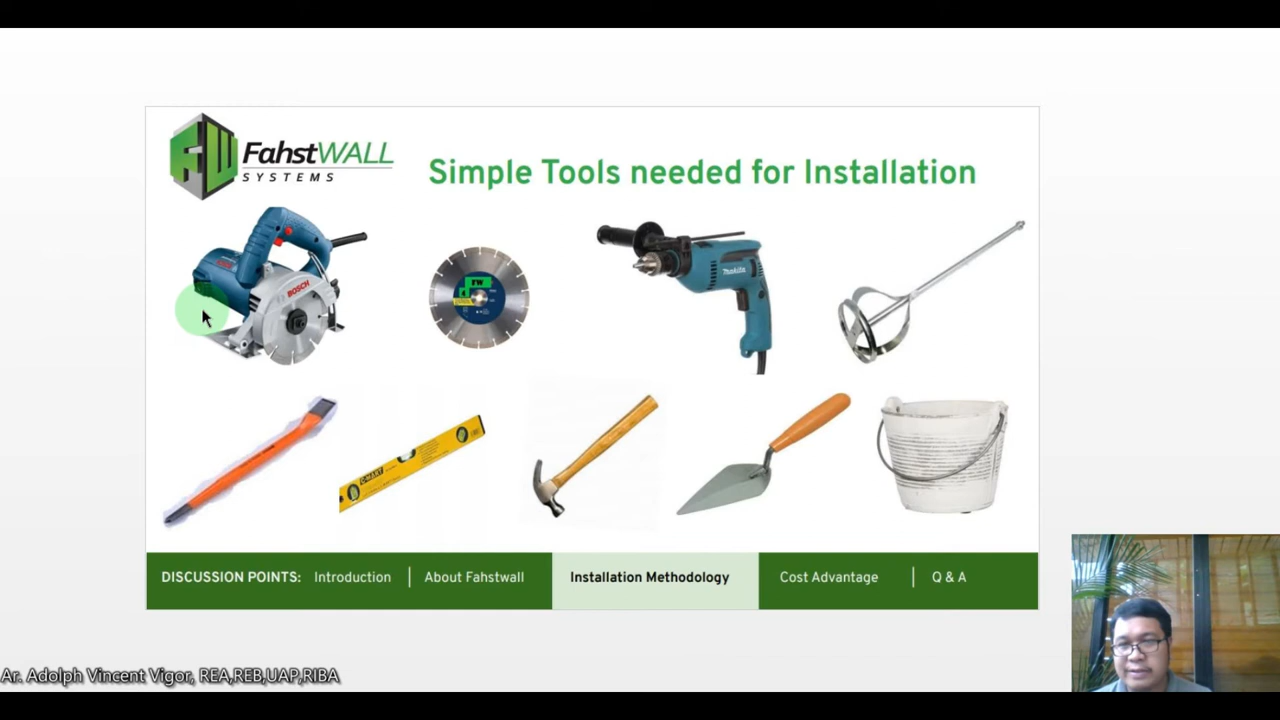 FahstWALL
SYSTEMS
Simple Tools needed for Installation
BOSCH
FW
makita
C-MART
DISCUSSION POINTS: Introduction | About Fahstwall Installation Methodology Cost Advantage | Q & A
Ar. Adolph Vincent Vigor, REA,REB,UAP,RIBA